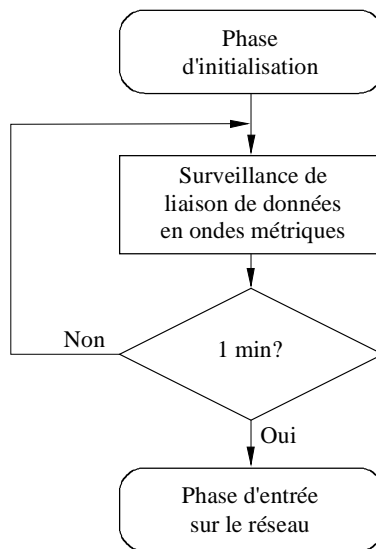 Phase
d'initialisation
Surveillance de
liaison de données
en ondes métriques
1 min?
Non
Oui
Phase d'entrée
sur le réseau